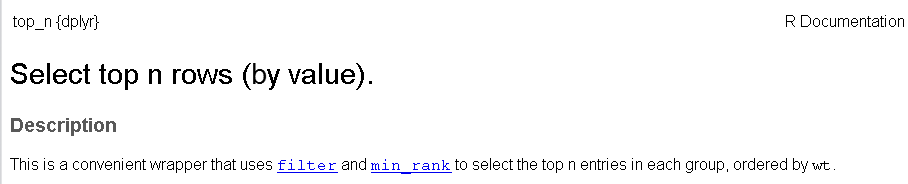 top_n {dplyr} R Documentation
Select top n rows (by value).
Description
This is a convenient wrapper that uses filter and min_rank to select the top n entries in each group, ordered by wt.